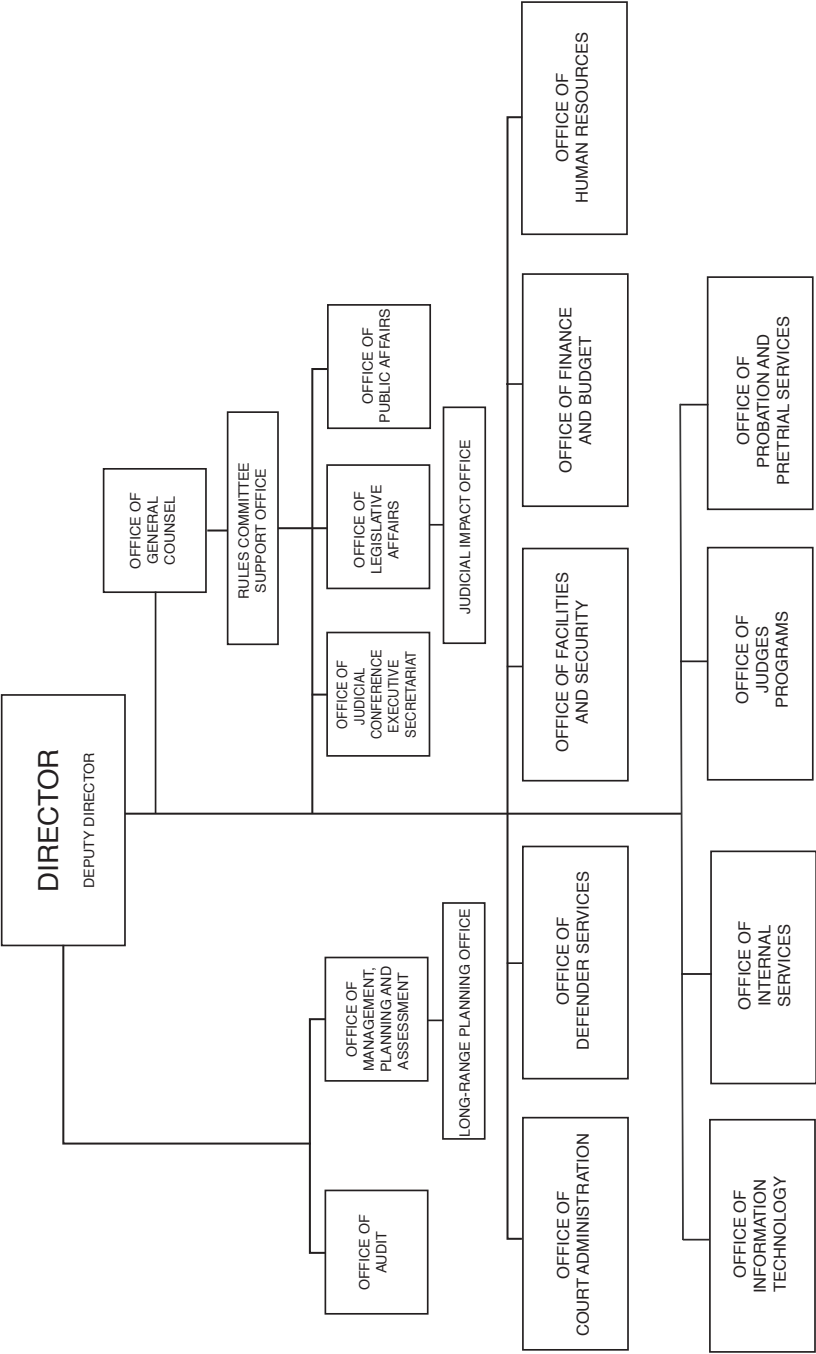 DIRECTOR
DEPUTY DIRECTOR
OFFICE OF
GENERAL
COUNSEL
RULES COMMITTEE
SUPPORT OFFICE
OFFICE OF
AUDIT
OFFICE OF
MANAGEMENT,
PLANNING AND
ASSESSMENT
OFFICE OF
JUDICIAL
CONFERENCE
EXECUTIVE
SECRETARIAT
OFFICE OF
LEGISLATIVE
AFFAIRS
OFFICE OF
PUBLIC AFFAIRS
LONG-RANGE PLANNING OFFICE
JUDICIAL IMPACT OFFICE
OFFICE OF
COURT ADMINISTRATION
OFFICE OF
DEFENDER SERVICES
OFFICE OF FACILITIES
AND SECURITY
OFFICE OF FINANCE
AND BUDGET
OFFICE OF
HUMAN RESOURCES
OFFICE OF
INFORMATION
TECHNOLOGY
OFFICE OF
INTERNAL
SERVICES
OFFICE OF
JUDGES
PROGRAMS
OFFICE OF
PROBATION AND
PRETRIAL SERVICES